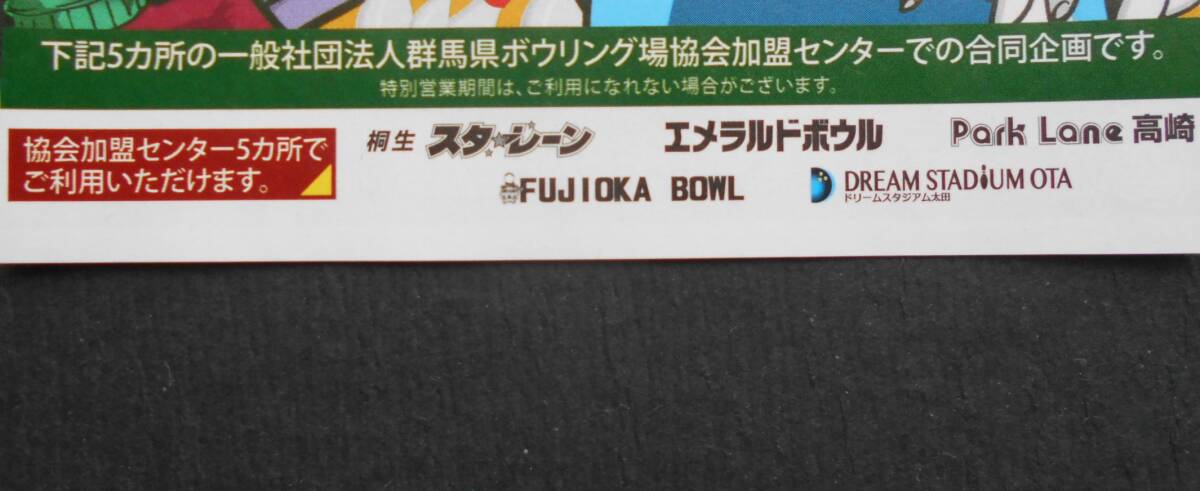 下記5カ所の一般社団法人群馬県ボウリング場協会加盟センターでの合同企画です。
特別営業期間は、ご利用になれない場合がございます。
協会加盟センター5カ所で
ご利用いただけます。
桐生 スターレーン
エメラルドボウル
Park Lane 高崎
FUJIOKA BOWL
DREAM STADIUM OTA
ドリームスタジアム太田